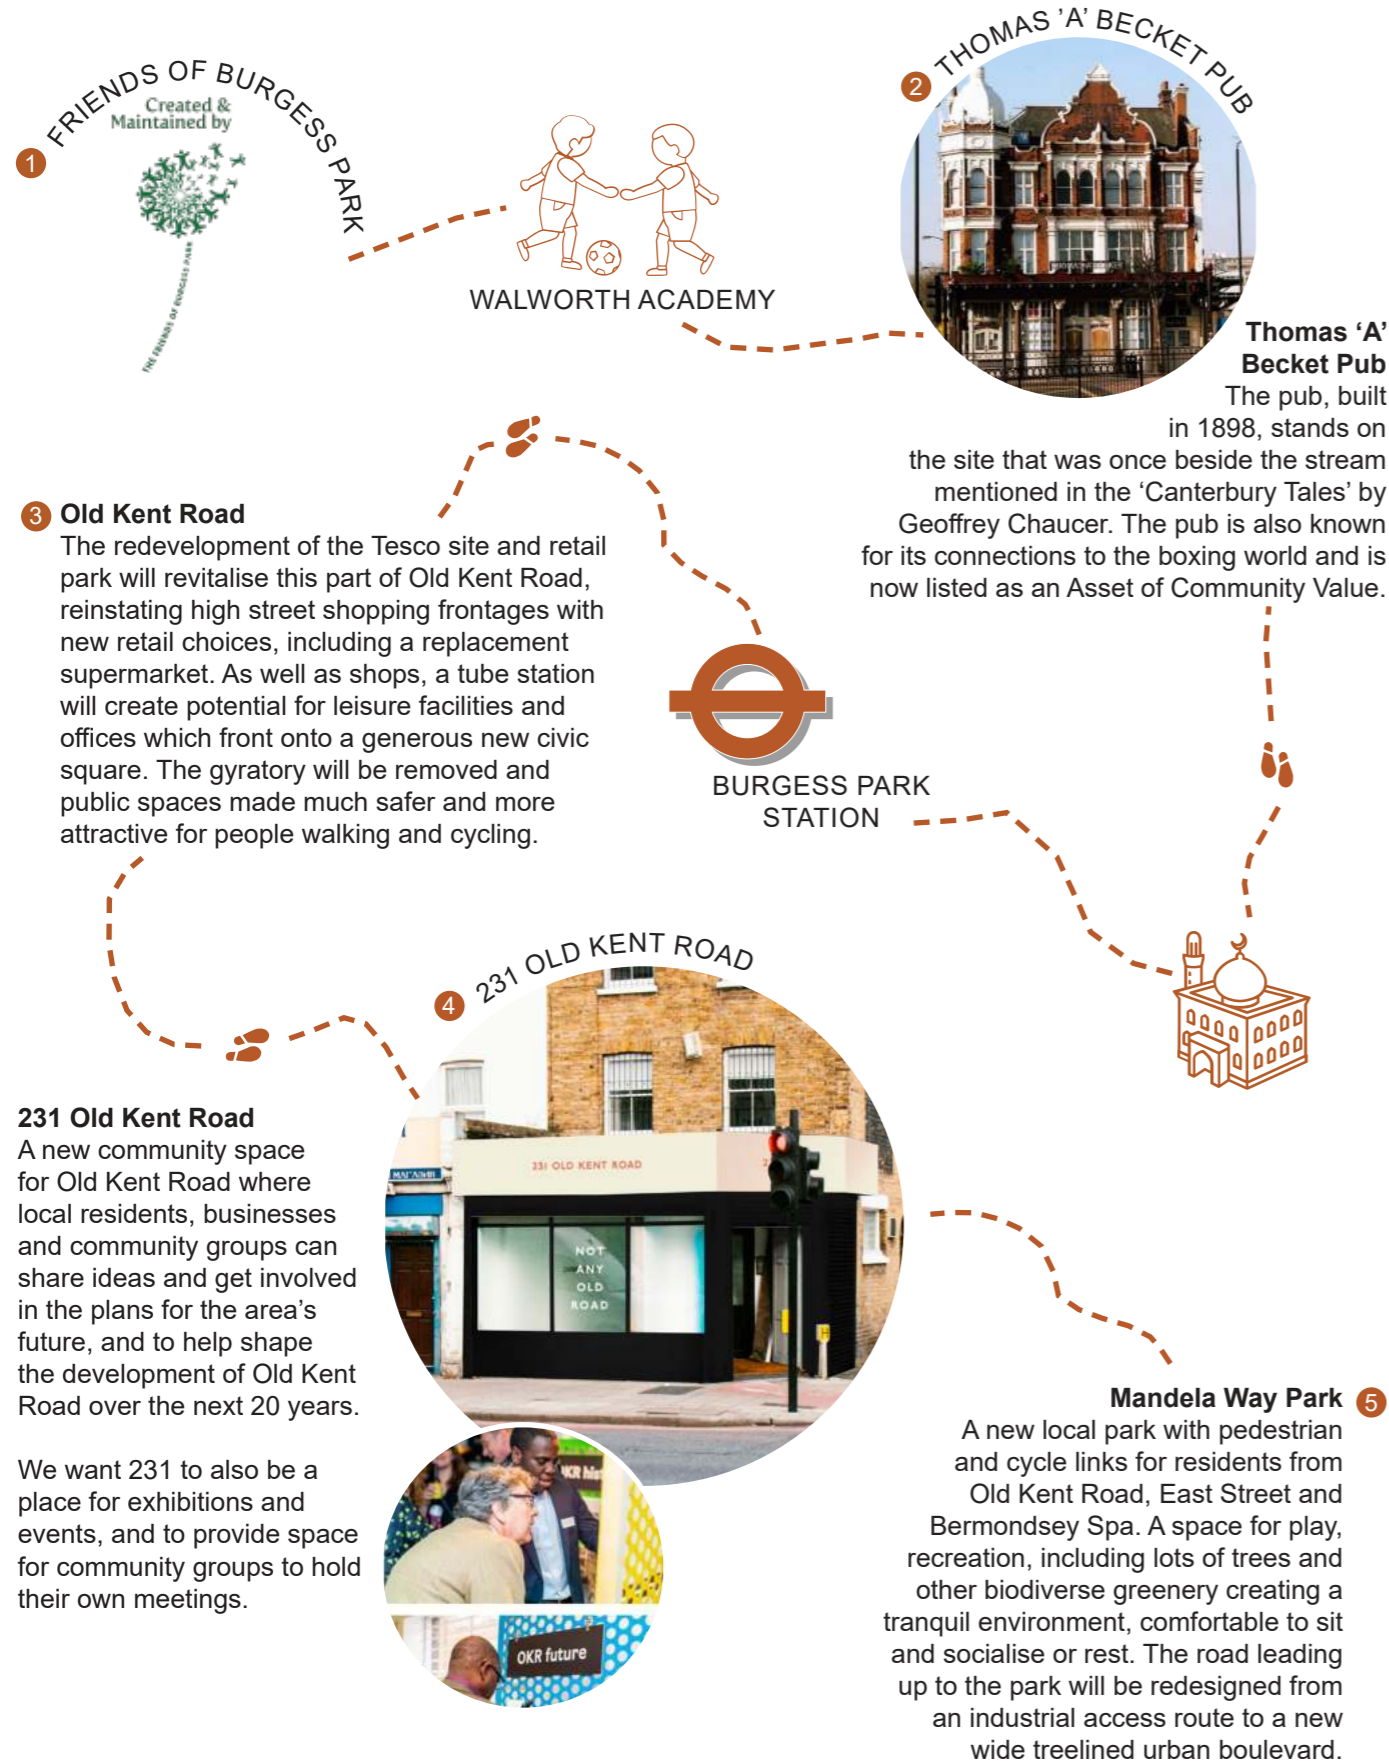 1
FRIENDS OF BURGESS PARK
Created &
Maintained by
THE FRIENDS OF BURGESS PARK
WALWORTH ACADEMY
2
THOMAS 'A' BECKET PUB
Thomas ‘A’
Becket Pub
The pub, built
in 1898, stands on
the site that was once beside the stream
mentioned in the ‘Canterbury Tales’ by
Geoffrey Chaucer. The pub is also known
for its connections to the boxing world and is
now listed as an Asset of Community Value.
3 Old Kent Road
The redevelopment of the Tesco site and retail
park will revitalise this part of Old Kent Road,
reinstating high street shopping frontages with
new retail choices, including a replacement
supermarket. As well as shops, a tube station
will create potential for leisure facilities and
offices which front onto a generous new civic
square. The gyratory will be removed and
public spaces made much safer and more
attractive for people walking and cycling.
BURGESS PARK
STATION
4
231 OLD KENT ROAD
231 OLD KENT ROAD
NOT
ANY
OLD
ROAD
H
231 Old Kent Road
A new community space
for Old Kent Road where
local residents, businesses
and community groups can
share ideas and get involved
in the plans for the area’s
future, and to help shape
the development of Old Kent
Road over the next 20 years.
We want 231 to also be a
place for exhibitions and
events, and to provide space
for community groups to hold
their own meetings.
OKR future
Mandela Way Park 5
A new local park with pedestrian
and cycle links for residents from
Old Kent Road, East Street and
Bermondsey Spa. A space for play,
recreation, including lots of trees and
other biodiverse greenery creating a
tranquil environment, comfortable to sit
and socialise or rest. The road leading
up to the park will be redesigned from
an industrial access route to a new
wide treelined urban boulevard.